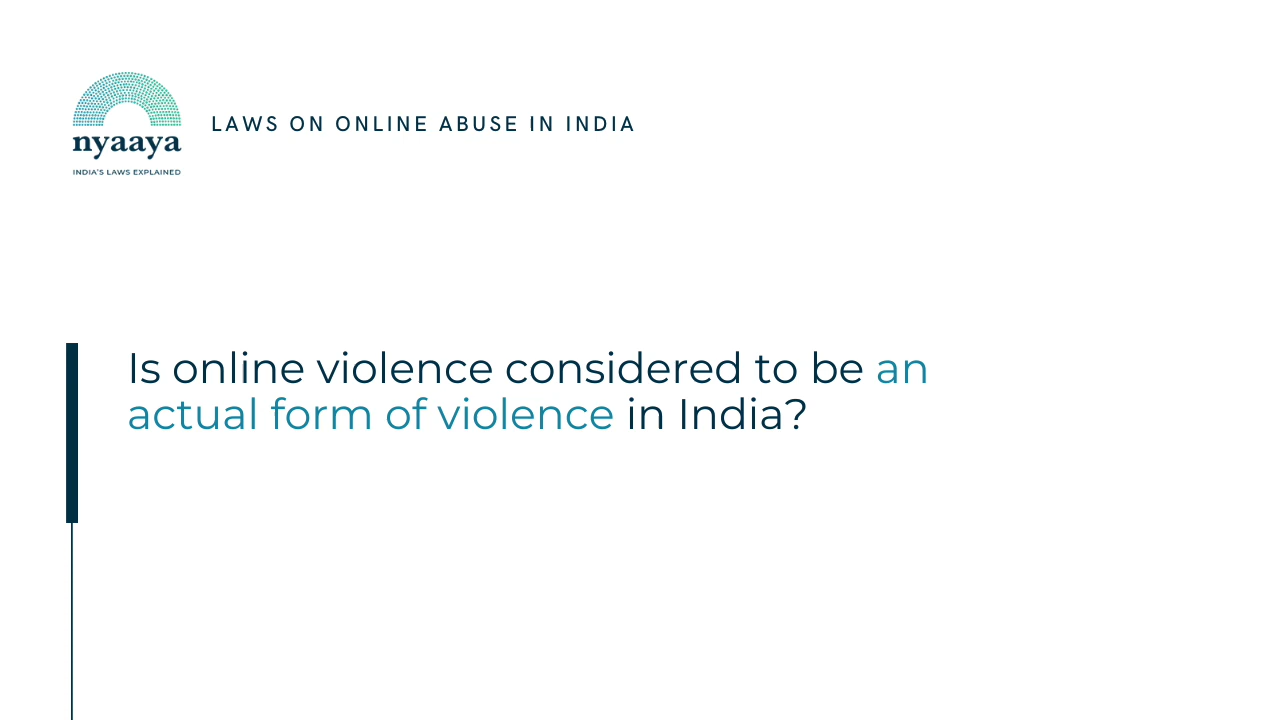 nyaaya
INDIA'S LAWS EXPLAINED
LAWS ON ONLINE ABUSE IN INDIA
Is online violence considered to be an
actual form of violence in India?